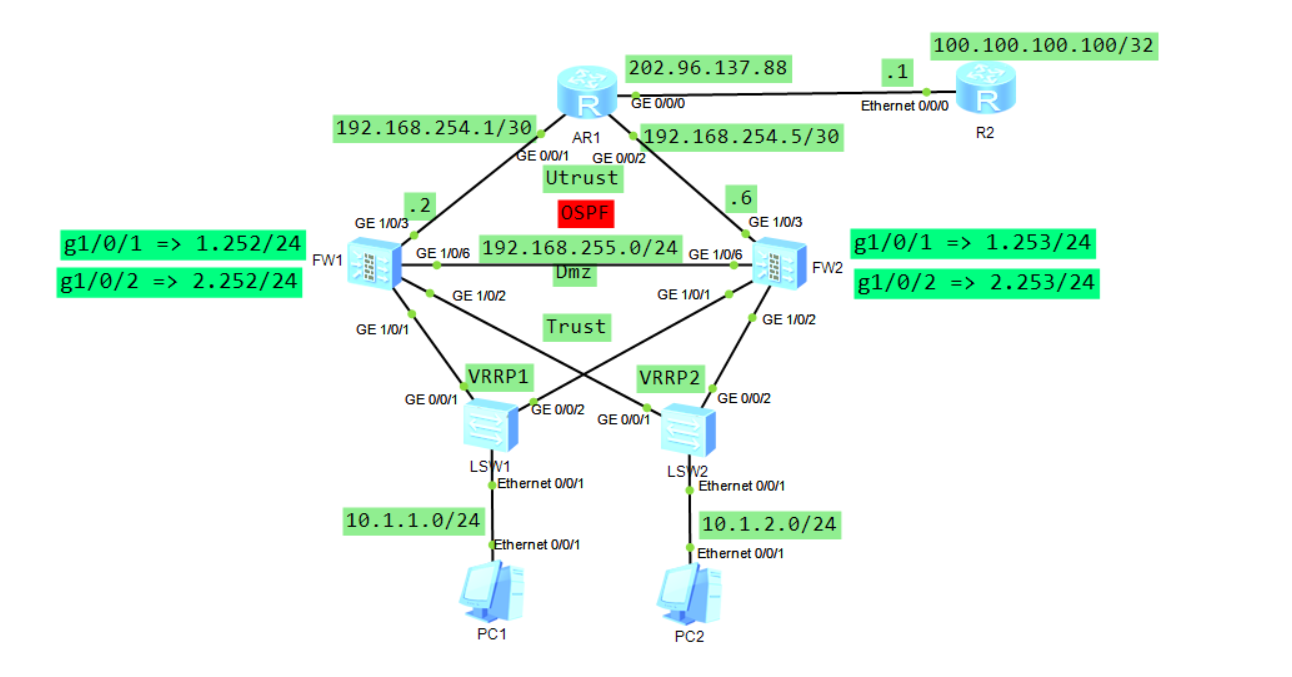 100.100.100.100/32
202.96.137.88
.1
GE 0/0/0
Ethernet 0/0/0
R
R
AR1
R2
192.168.254.1/30
192.168.254.5/30
GE 0/0/1
GE 0/0/2
Utrust
.2
.6
OSPF
GE 1/0/3
GE 1/0/3
g1/0/1 => 1.252/24
192.168.255.0/24
g1/0/1 => 1.253/24
FW1
GE 1/0/6
GE 1/0/6
FW2
g1/0/2 => 2.252/24
Dmz
g1/0/2 => 2.253/24
GE 1/0/2
GE 1/0/1
GE 1/0/1
Trust
GE 1/0/2
VRRP1
VRRP2
GE 0/0/1
GE 0/0/2
GE 0/0/1
GE 0/0/2
LSW1
LSW2
Ethernet 0/0/1
Ethernet 0/0/1
10.1.1.0/24
10.1.2.0/24
Ethernet 0/0/1
Ethernet 0/0/1
PC1
PC2